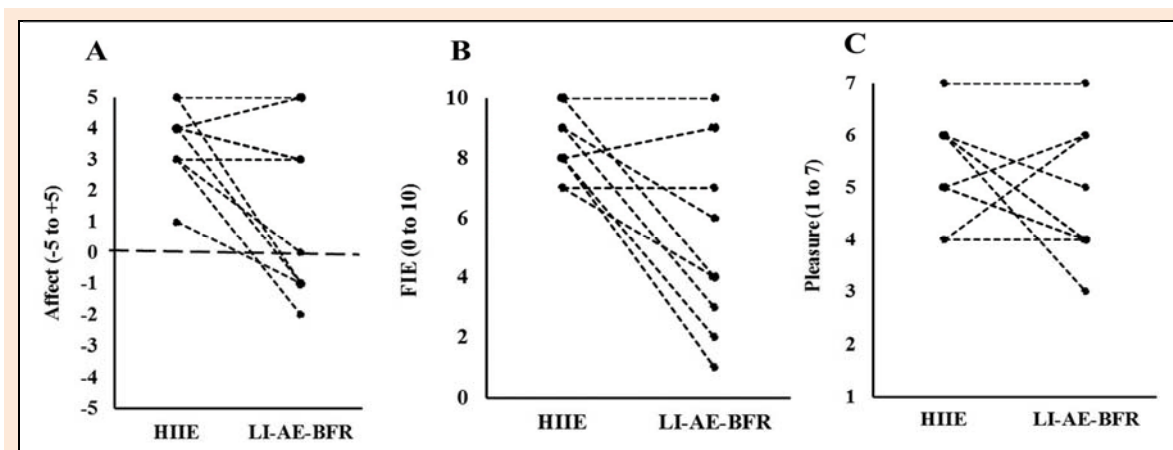 A
Affect (-5 to +5)
5
4
3
2
1
0
-1
-2
-3
-4
-5
HIIE LI-AE-BFR
B
FIE (0 to 10)
10
8
6
4
2
0
HIIE LI-AE-BFR
C
Pleasure (1 to 7)
7
6
5
4
3
2
1
HIIE LI-AE-BFR